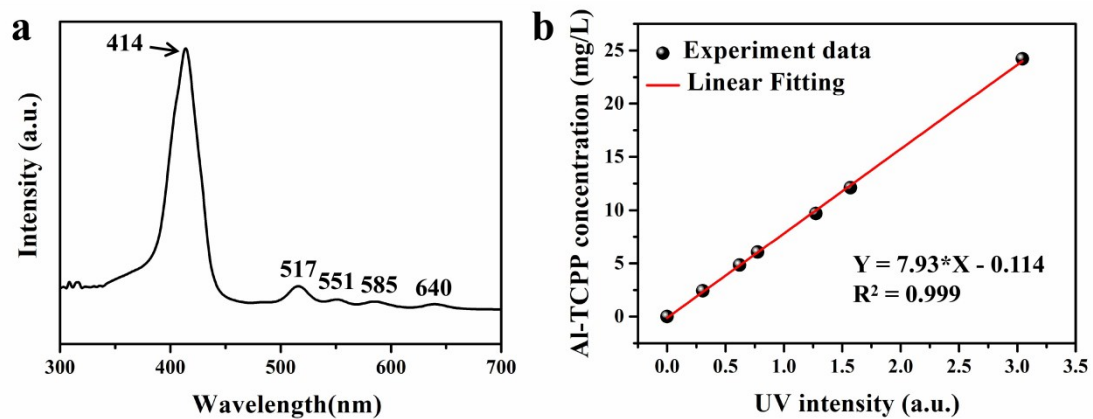 a
414
517
551
585
640
Intensity (a.u.)
300 400 500 600 700
Wavelength(nm)
b
Experiment data
Linear Fitting
Y = 7.93*X - 0.114
R² = 0.999
Al-TCPP concentration (mg/L)
25
20
15
10
5
0
0.0 0.5 1.0 1.5 2.0 2.5 3.0 3.5
UV intensity (a.u.)